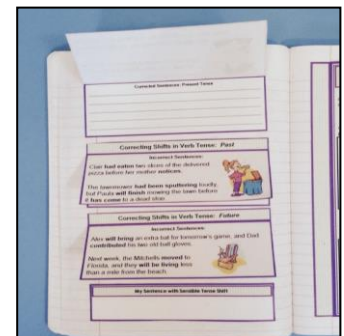 Corrected Sentences: Present Tense
Correcting Shifts in Verb Tense: Past
Incorrect Sentences:
Clair had eaten two slices of the delivered
pizza before her mother notices.
The lawnmower had been sputtering loudly,
but Paula will finish mowing the lawn before
it has come to a dead stop.
Correcting Shifts in Verb Tense: Future
Incorrect Sentences:
Alex will bring an extra bat for tomorrow's game, and Dad
contributed his two old ball gloves.
Next week, the Mitchells moved to
Florida, and they will be living less
than a mile from the beach.
My Sentence with Sensible Tense Shift